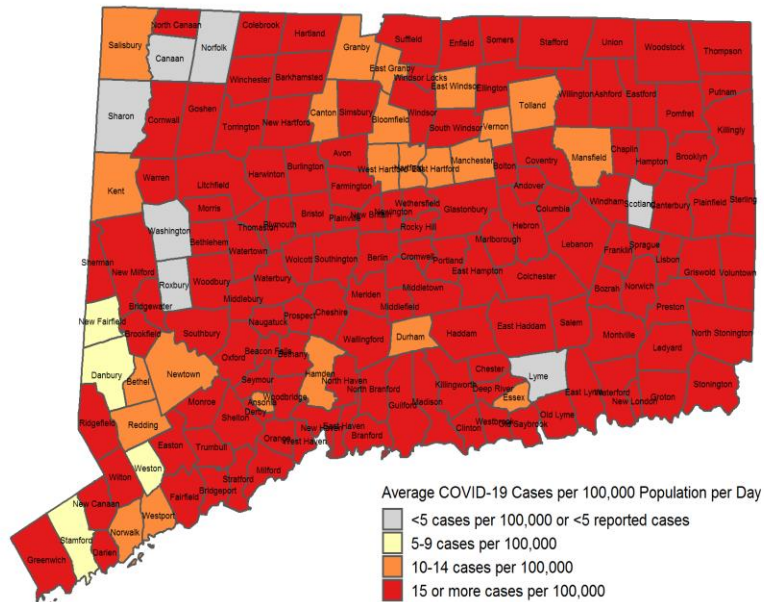 North Canaan
Colebrook
Hartland
Suffield
Enfield
Somers
Stafford
Union
Woodstock
Thompson
Salisbury
Canaan
Norfolk
Granby
East Granby
Winchester
Barkhamsted
Windsor Locks
East Windsor
Ellington
Tolland
Willington
Ashford
Eastford
Putnam
Pomfret
Killingly
Sharon
Cornwall
Goshen
Torrington
New Hartford
Canton
Simsbury
Bloomfield
Windsor
South Windsor
Vernon
Mansfield
Chaplin
Hampton
Brooklyn
Avon
West Hartford
Hartford
East Hartford
Manchester
Bolton
Coventry
Kent
Warren
Litchfield
Harwinton
Burlington
Farmington
Andover
Windham
Scotland
Canterbury
Plainfield
Sterling
Morris
Bristol
Plainville
New Britain
Newington
Wethersfield
Glastonbury
Columbia
Hebron
Washington
Bethlehem
Thomaston
Plymouth
Rocky Hill
Marlborough
Lebanon
Franklin
Sprague
Lisbon
Griswold
Voluntown
Sherman
New Milford
Watertown
Wolcott
Southington
Berlin
Cromwell
Portland
East Hampton
Colchester
Bozrah
Norwich
Preston
Roxbury
Woodbury
Waterbury
Middlebury
Meriden
Middletown
Middlefield
Bridgewater
New Fairfield
Brookfield
Southbury
Naugatuck
Prospect
Cheshire
Wallingford
Durham
Haddam
East Haddam
Salem
Montville
Ledyard
North Stonington
Oxford
Beacon Falls
Bethany
Danbury
Bethel
Newtown
Seymour
Hamden
North Haven
Woodbridge
Ansonia
Derby
North Branford
Guilford
Madison
Killingworth
Chester
Deep River
Essex
Lyme
East Lyme
Waterford
New London
Groton
Stonington
Ridgefield
Redding
Monroe
Shelton
Orange
New Haven
West Haven
East Haven
Branford
Clinton
Westbrook
Old Saybrook
Old Lyme
Weston
Easton
Trumbull
Milford
Wilton
Stratford
Bridgeport
Fairfield
New Canaan
Westport
Norwalk
Stamford
Darien
Greenwich
Average COVID-19 Cases per 100,000 Population per Day
<5 cases per 100,000 or <5 reported cases
5-9 cases per 100,000
10-14 cases per 100,000
15 or more cases per 100,000